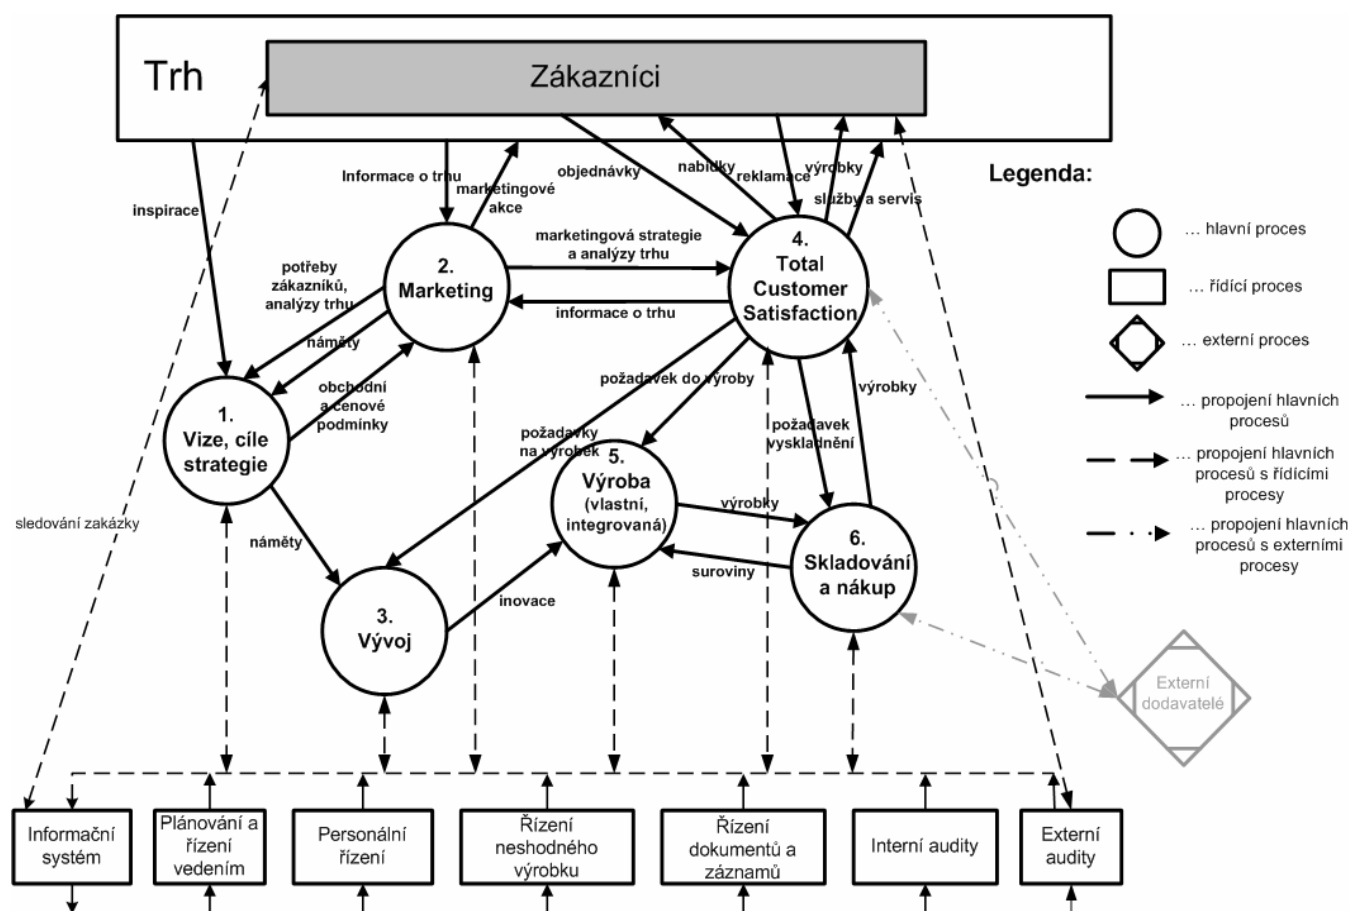 Trh
Zákazníci
Informace o trhu
marketingové
akce
objednávky
nabídky
reklamace
výrobky
služby a servis
inspirace
Legenda:
… hlavní proces
… řídící proces
… externí proces
… propojení hlavních
procesů
… propojení hlavních
procesů s řídícími
procesy
… propojení hlavních
procesů s externími
procesy
2.
Marketing
marketingová strategie
a analýzy trhu
informace o trhu
4.
Total
Customer
Satisfaction
potřeby
zákazníků,
analýzy trhu
náměty
obchodní
a cenové
podmínky
1.
Vize, cíle
strategie
požadavek do výroby
výrobky
požadavky
na výrobek
požadavek
vyskladnění
5.
Výroba
(vlastní,
integrovaná)
výrobky
suroviny
6.
Skladování
a nákup
sledování zakázky
náměty
inovace
3.
Vývoj
Externí
dodavatelé
Informační
systém
Plánování a
řízení
vedením
Personální
řízení
Řízení
neshodného
výrobku
Řízení
dokumentů a
záznamů
Interní audity
Externí
audity